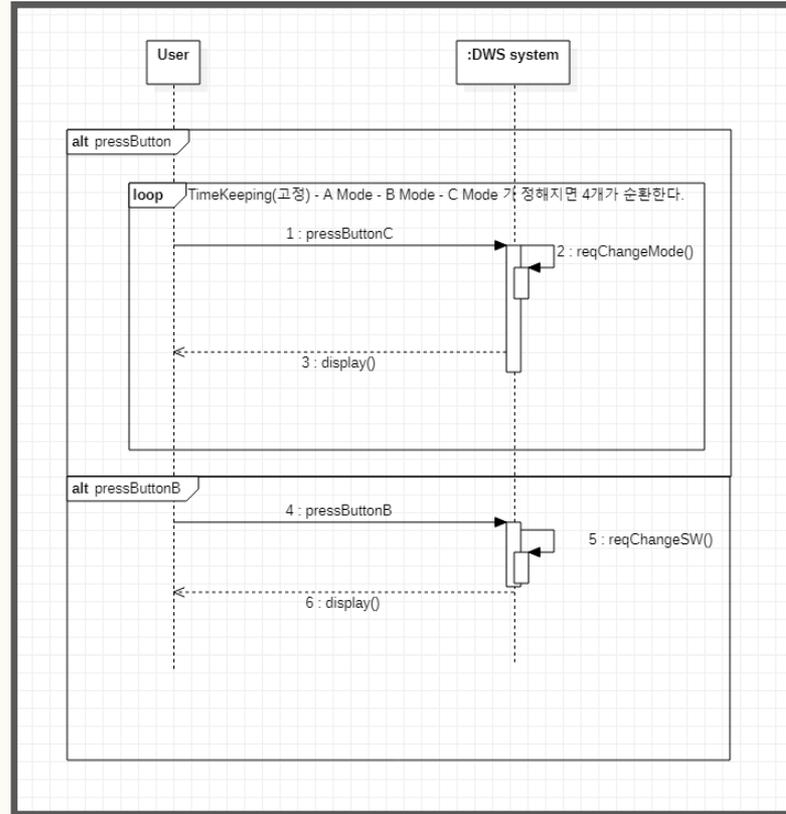 User
:DWS system
alt pressButton
loop TimeKeeping(고정) - A Mode - B Mode - C Mode 가 정해지면 4개가 순환한다.
1 : pressButtonC
2 : reqChangeMode()
3 : display()
alt pressButtonB
4 : pressButtonB
5 : reqChangeSW()
6 : display()